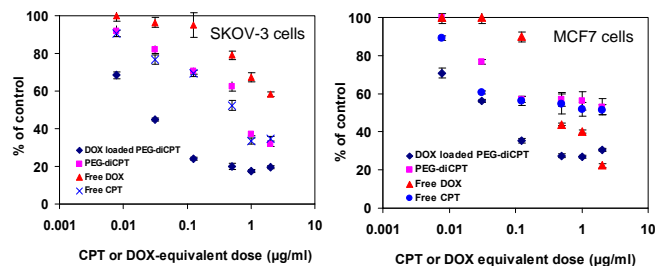 SKOV-3 cells
% of control
100
80
60
40
20
0
DOX loaded PEG-diCPT
PEG-diCPT
Free DOX
Free CPT
0.001 0.01 0.1 1 10
CPT or DOX-equivalent dose (µg/ml)
MCF7 cells
% of control
100
80
60
40
20
0
DOX loaded PEG-diCPT
PEG-diCPT
Free DOX
Free CPT
0.001 0.01 0.1 1 10
CPT or DOX equivalent dose (µg/ml)